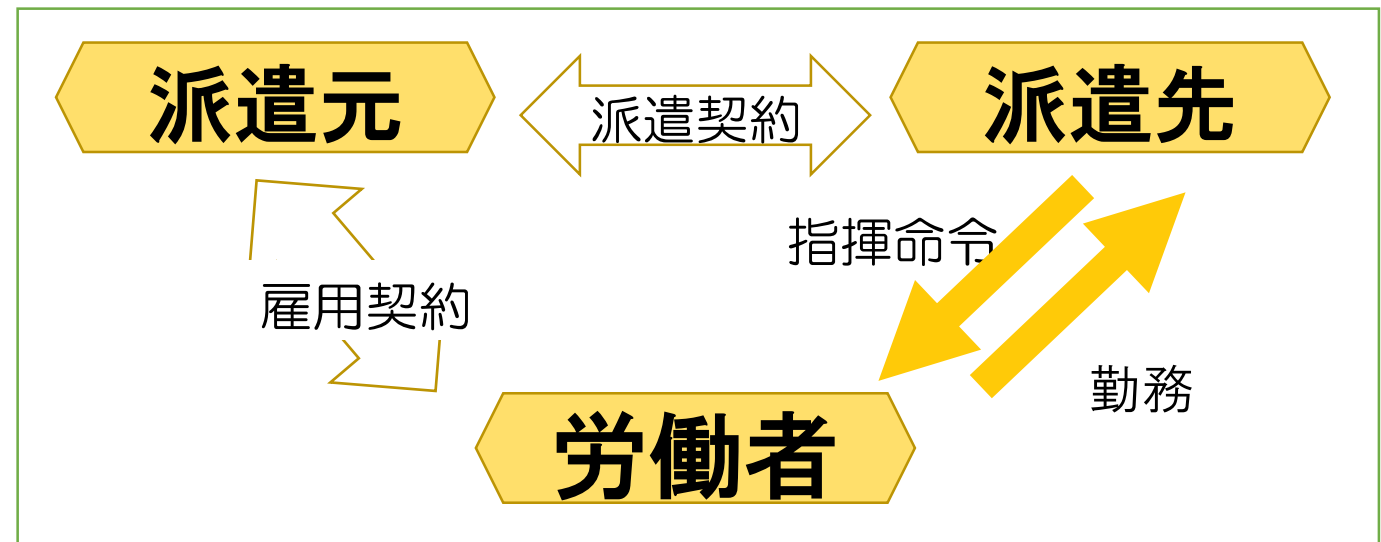 派遣元
派遣契約
派遣先
指揮命令
雇用契約
勤務
労働者